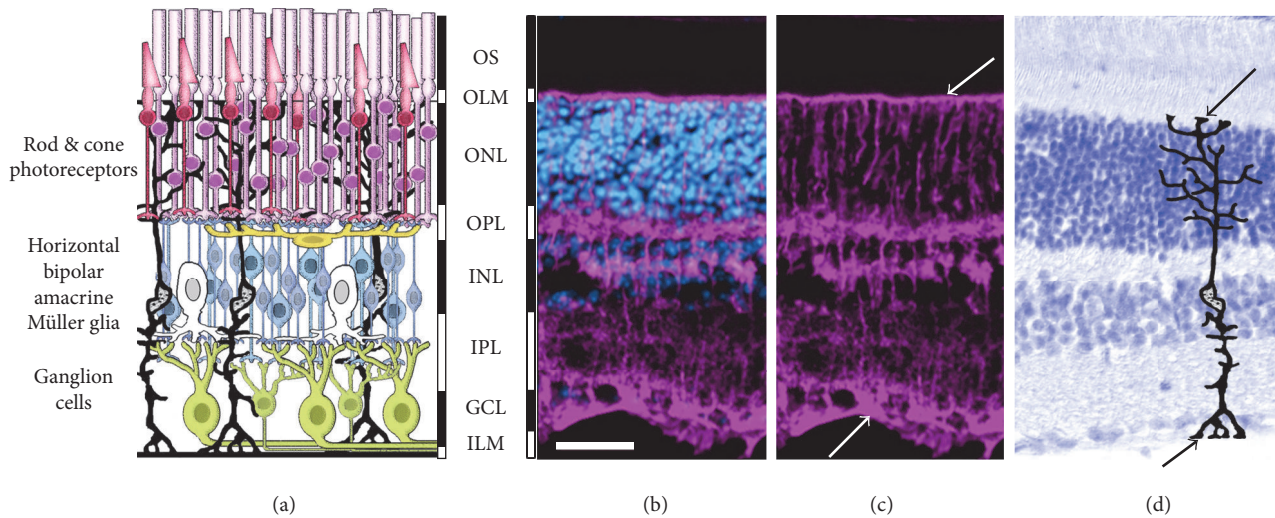 Rod & cone
photoreceptors
Horizontal
bipolar
amacrine
Müller glia
Ganglion
cells
OS
OLM
ONL
OPL
INL
IPL
GCL
ILM
(a)
(b)
(c)
(d)